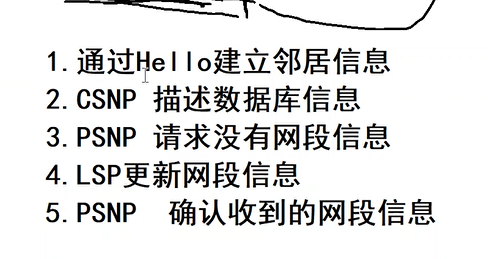 1.通过Hello建立邻居信息
2.CSNP 描述数据库信息
3.PSNP 请求没有网段信息
4.LSP更新网段信息
5.PSNP  确认收到的网段信息